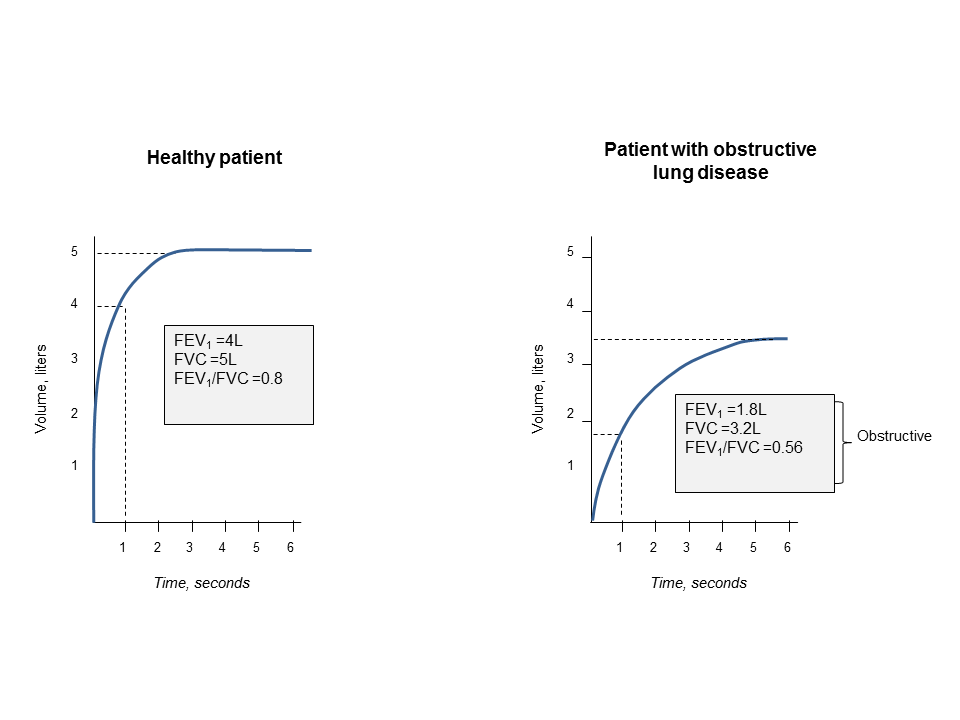 Healthy patient
Volume, liters
5
4
3
2
1
FEV₁ =4L
FVC =5L
FEV₁/FVC =0.8
1 2 3 4 5 6
Time, seconds
Patient with obstructive
lung disease
Volume, liters
5
4
3
2
1
FEV₁ =1.8L
FVC =3.2L
FEV₁/FVC =0.56
Obstructive
1 2 3 4 5 6
Time, seconds